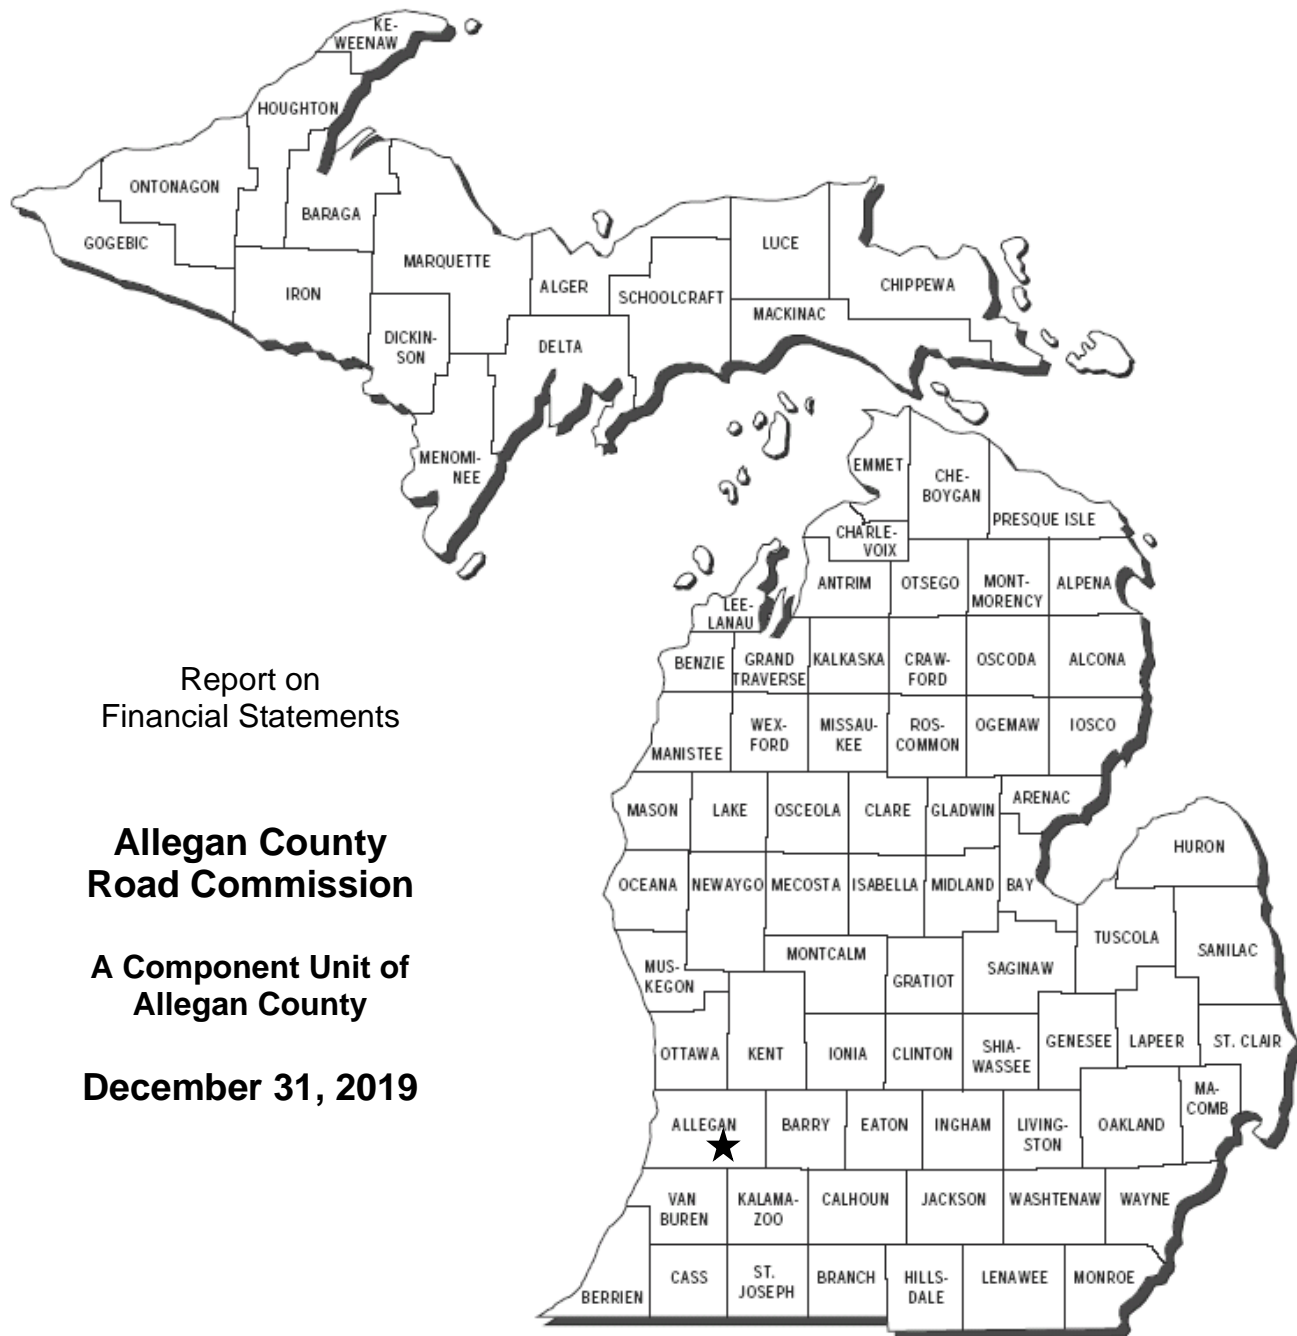 KE-
WEENAW
HOUGHTON
ONTONAGON
BARAGA
GOGEBIC
MARQUETTE
LUCE
ALGER
SCHOOLCRAFT
CHIPPEWA
IRON
MACKINAC
DICKIN-
SON
DELTA
MENOMI-
NEE
EMMET
CHE-
BOYGAN
PRESQUE ISLE
CHARLE-
VOIX
ANTRIM
OTSEGO
MONT-
MORENCY
ALPENA
LEE-
LANAU
BENZIE
GRAND
TRAVERSE
KALKASKA
CRAW-
FORD
OSCODA
ALCONA
MANISTEE
WEX-
FORD
MISSAU-
KEE
ROS-
COMMON
OGEMAW
IOSCO
MASON
LAKE
OSCEOLA
CLARE
GLADWIN
ARENAC
HURON
OCEANA
NEWAYGO
MECOSTA
ISABELLA
MIDLAND
BAY
TUSCOLA
SANILAC
MUS-
KEGON
MONTCALM
GRATIOT
SAGINAW
OTTAWA
KENT
IONIA
CLINTON
SHIA-
WASSEE
GENESEE
LAPEER
ST. CLAIR
ALLEGAN
BARRY
EATON
INGHAM
LIVING-
STON
OAKLAND
MA-
COMB
VAN
BUREN
KALAMA-
ZOO
CALHOUN
JACKSON
WASHTENAW
WAYNE
BERRIEN
CASS
ST.
JOSEPH
BRANCH
HILLS-
DALE
LENAWEE
MONROE
Report on
Financial Statements
Allegan County
Road Commission
A Component Unit of
Allegan County
December 31, 2019